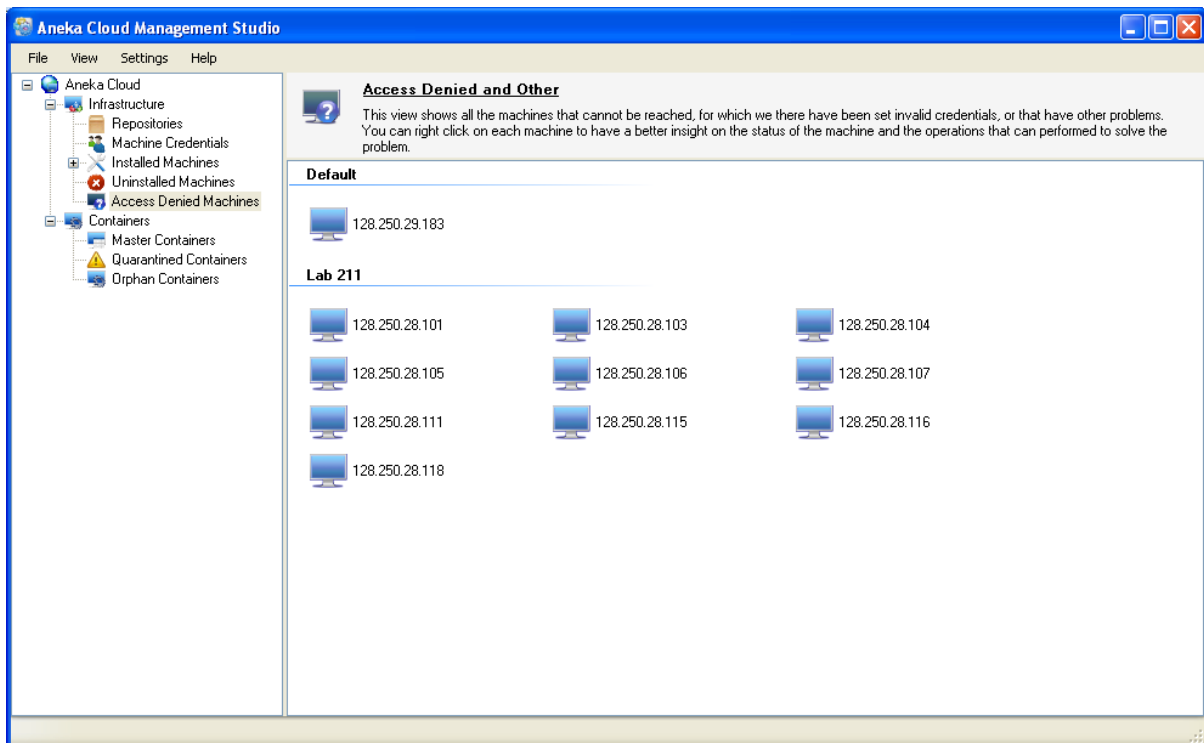 Aneka Cloud Management Studio
File View Settings Help
Aneka Cloud
Infrastructure
Repositories
Machine Credentials
Installed Machines
Uninstalled Machines
Access Denied Machines
Containers
Master Containers
Quarantined Containers
Orphan Containers
Access Denied and Other
This view shows all the machines that cannot be reached, for which we there have been set invalid credentials, or that have other problems.
You can right click on each machine to have a better insight on the status of the machine and the operations that can performed to solve the
problem.
Default
128.250.29.183
Lab 211
128.250.28.101 128.250.28.103 128.250.28.104
128.250.28.105 128.250.28.106 128.250.28.107
128.250.28.111 128.250.28.115 128.250.28.116
128.250.28.118